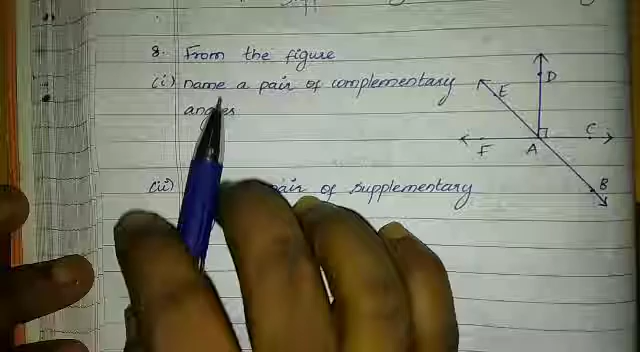 8. From the figure
(i) name a pair of complementary
angles
(ii) pair of supplementary
D
E
C
F
A
B